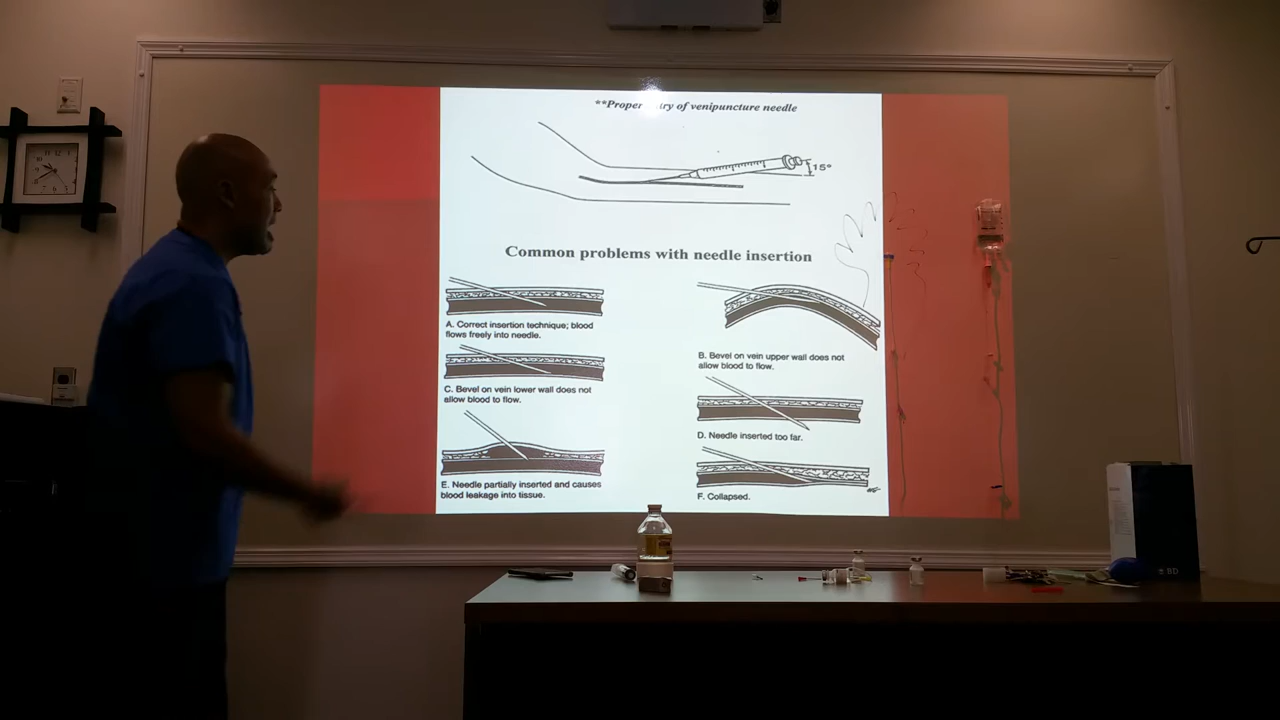 **Proper try of venipuncture needle
15°
Common problems with needle insertion
A. Correct insertion technique; blood
flows freely into needle.
B. Bevel on vein upper wall does not
allow blood to flow.
C. Bevel on vein lower wall does not
allow blood to flow.
D. Needle inserted too far.
E. Needle partially inserted and causes
blood leakage into tissue.
F. Collapsed.
BD